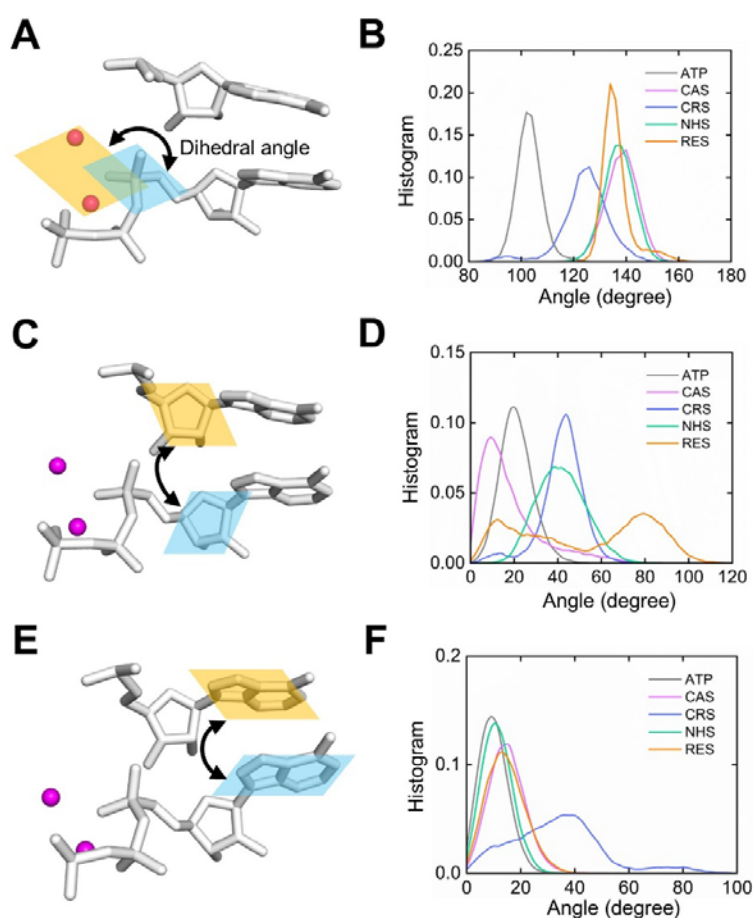 A
Dihedral angle
B
Histogram
0.25
0.20
0.15
0.10
0.05
0.00
80 100 120 140 160 180
Angle (degree)
ATP
CAS
CRS
NHS
RES
C
D
Histogram
0.15
0.10
0.05
0.00
0 20 40 60 80 100 120
Angle (degree)
ATP
CAS
CRS
NHS
RES
E
F
Histogram
0.2
0.1
0.0
0 20 40 60 80 100
Angle (degree)
ATP
CAS
CRS
NHS
RES